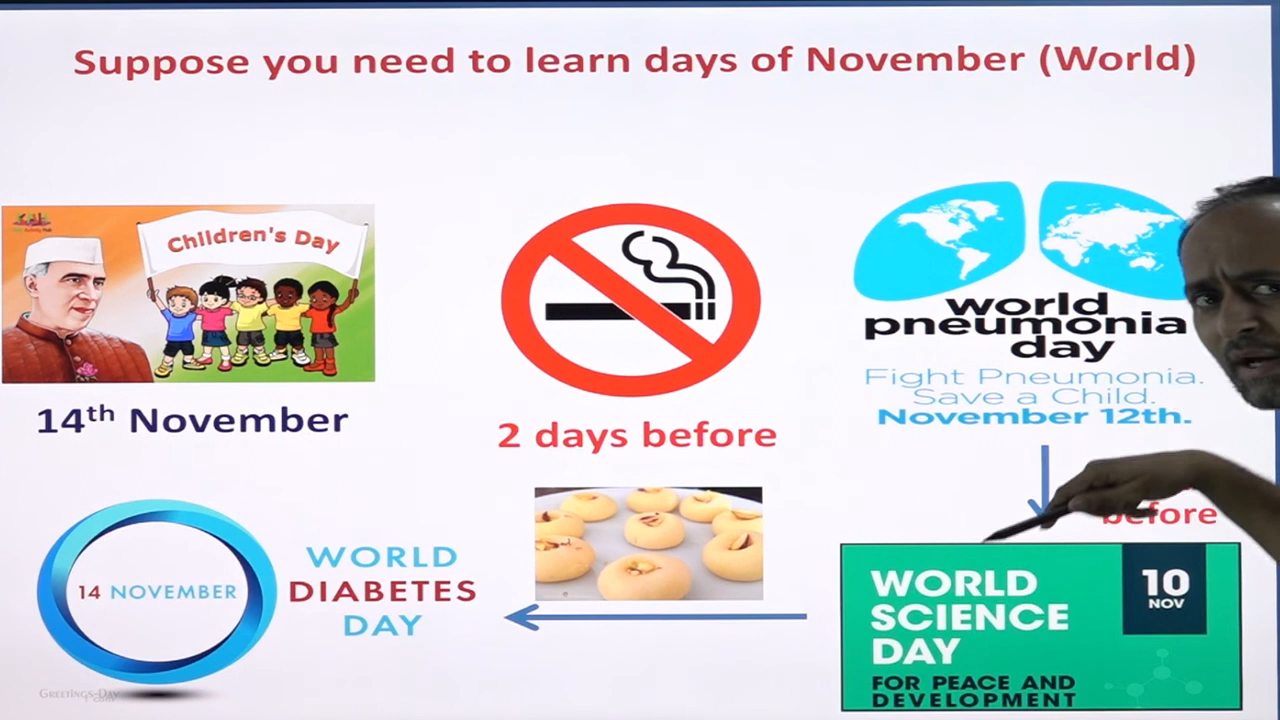 Suppose you need to learn days of November (World)
Children's Day
14th November
2 days before
world
pneumonia
day
Fight Pneumonia.
Save a Child.
November 12th.
before
14 NOVEMBER
WORLD
DIABETES
DAY
GREETINGS-DAY
WORLD
SCIENCE
DAY
FOR PEACE AND
DEVELOPMENT
10
NOV